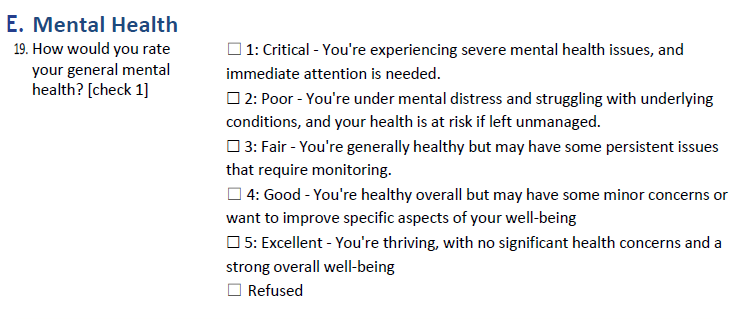 E. Mental Health
19. How would you rate your general mental health? [check 1]
☐ 1: Critical - You're experiencing severe mental health issues, and
immediate attention is needed.
☐ 2: Poor - You're under mental distress and struggling with underlying
conditions, and your health is at risk if left unmanaged.
☐ 3: Fair - You're generally healthy but may have some persistent issues
that require monitoring.
☐ 4: Good - You're healthy overall but may have some minor concerns or
want to improve specific aspects of your well-being
☐ 5: Excellent - You're thriving, with no significant health concerns and a
strong overall well-being
☐ Refused